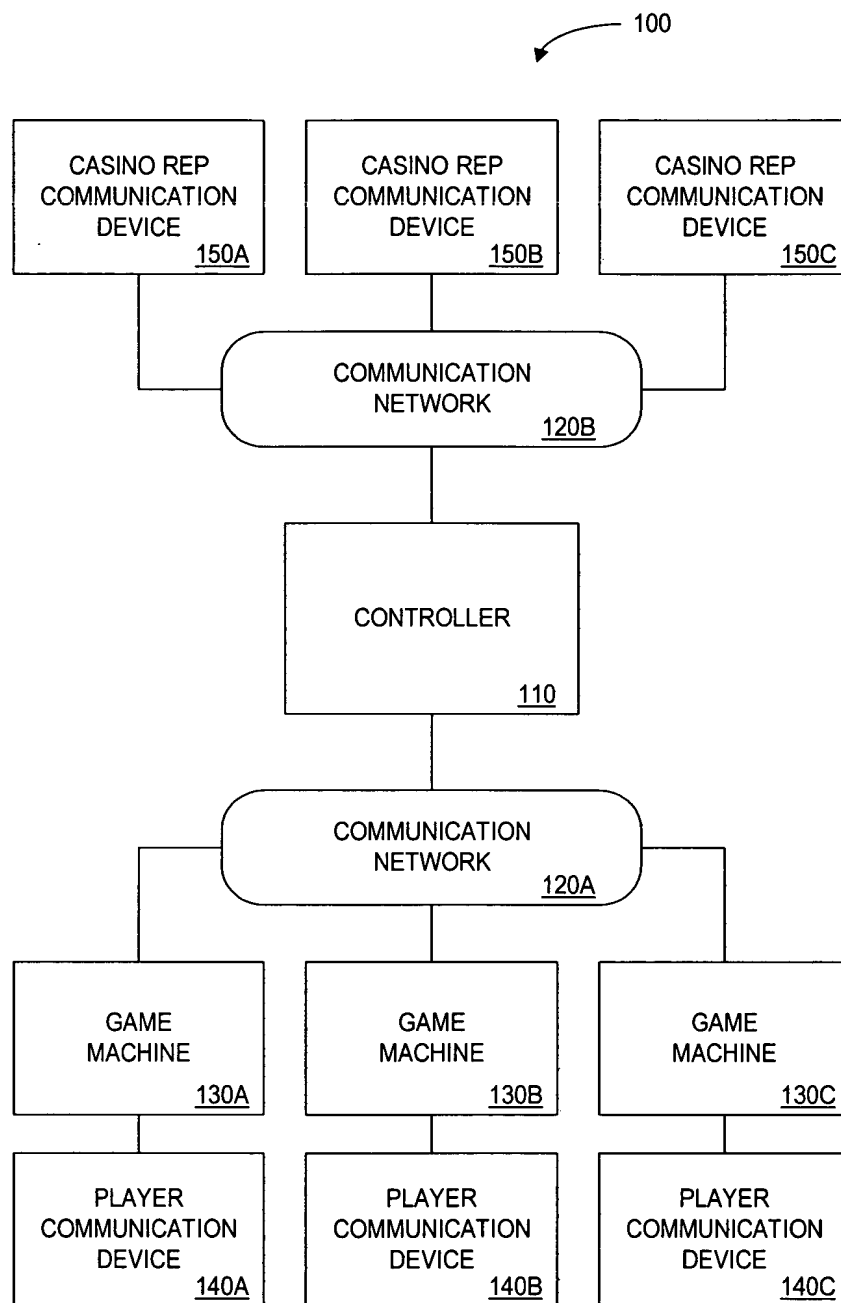 100
CASINO REP
COMMUNICATION
DEVICE
150A
CASINO REP
COMMUNICATION
DEVICE
150B
CASINO REP
COMMUNICATION
DEVICE
150C
COMMUNICATION
NETWORK
120B
CONTROLLER
110
COMMUNICATION
NETWORK
120A
GAME
MACHINE
130A
GAME
MACHINE
130B
GAME
MACHINE
130C
PLAYER
COMMUNICATION
DEVICE
140A
PLAYER
COMMUNICATION
DEVICE
140B
PLAYER
COMMUNICATION
DEVICE
140C